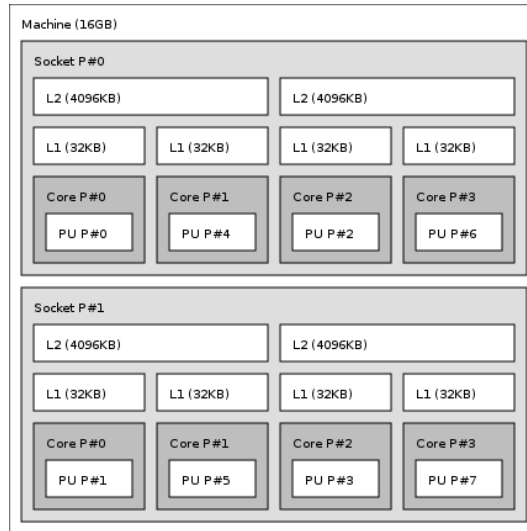 Machine (16GB)
Socket P#0
L2 (4096KB) L2 (4096KB)
L1 (32KB) L1 (32KB) L1 (32KB) L1 (32KB)
Core P#0 Core P#1 Core P#2 Core P#3
PU P#0 PU P#4 PU P#2 PU P#6
Socket P#1
L2 (4096KB) L2 (4096KB)
L1 (32KB) L1 (32KB) L1 (32KB) L1 (32KB)
Core P#0 Core P#1 Core P#2 Core P#3
PU P#1 PU P#5 PU P#3 PU P#7